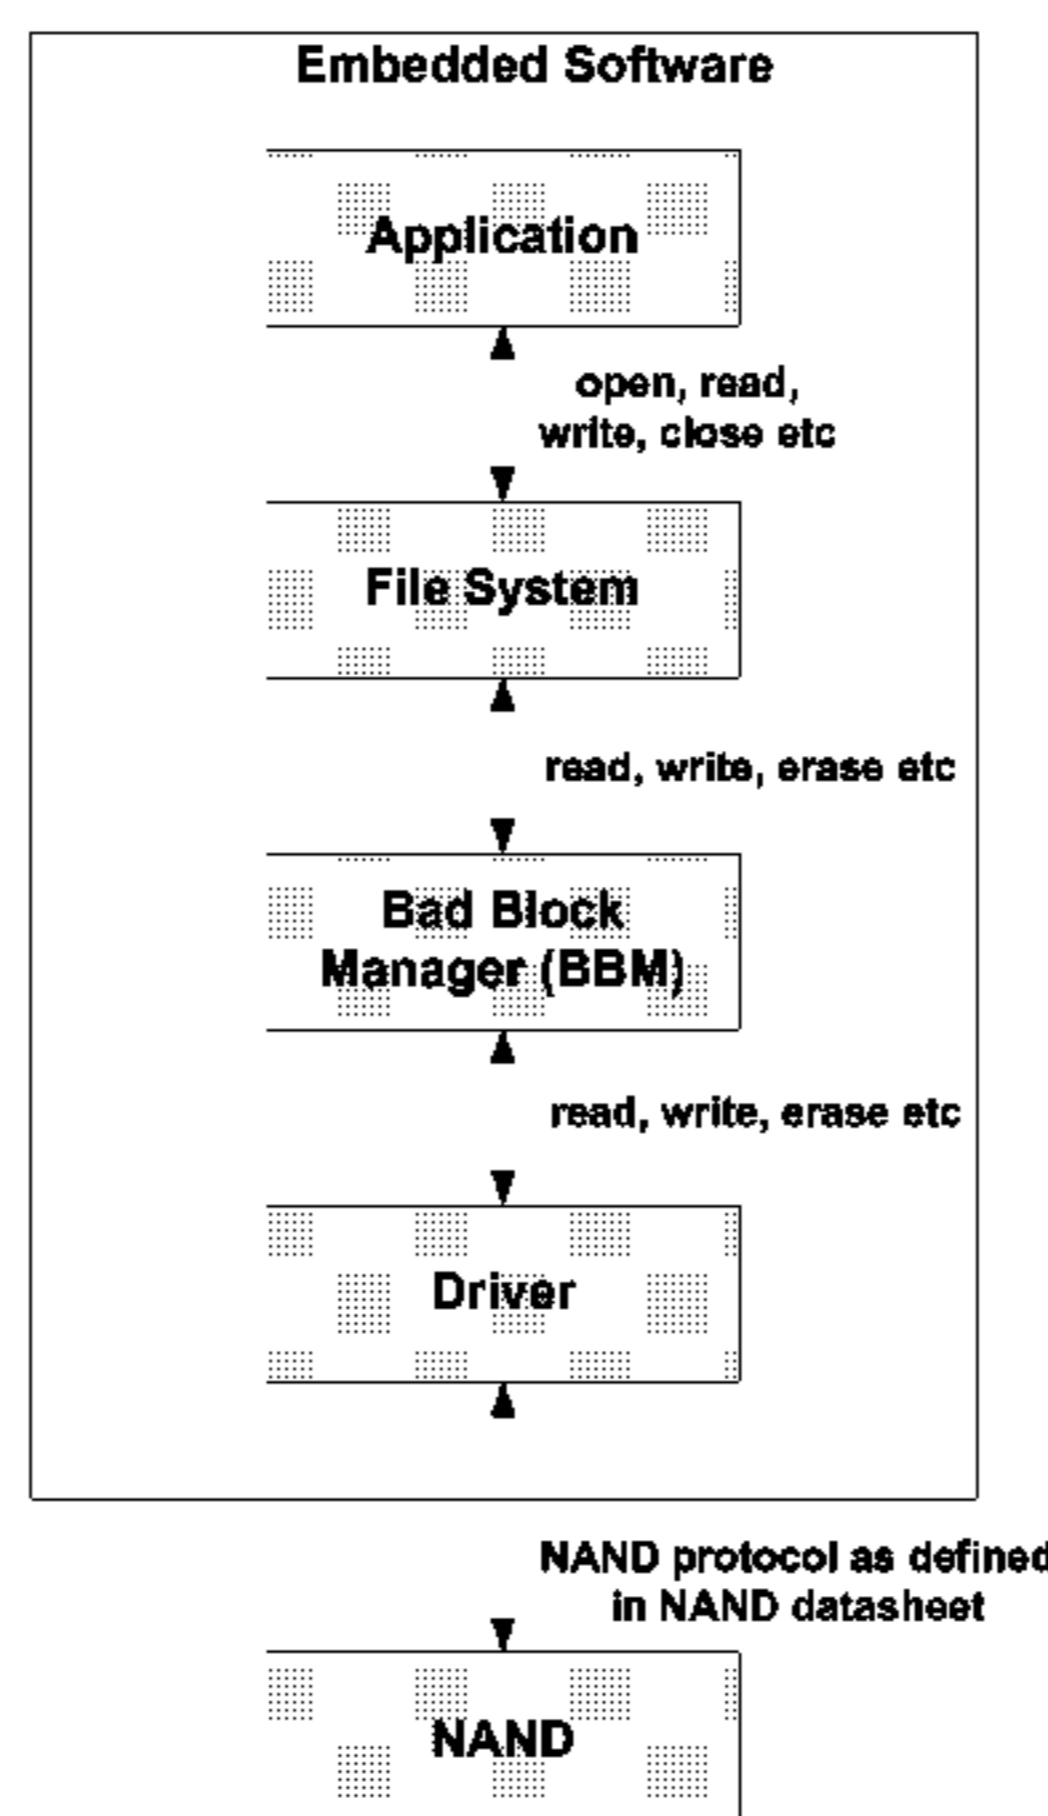 Embedded Software
Application
open, read,
write, close etc
File System
read, write, erase etc
Bad Block
Manager (BBM)
read, write, erase etc
Driver
NAND protocol as defined
in NAND datasheet
NAND